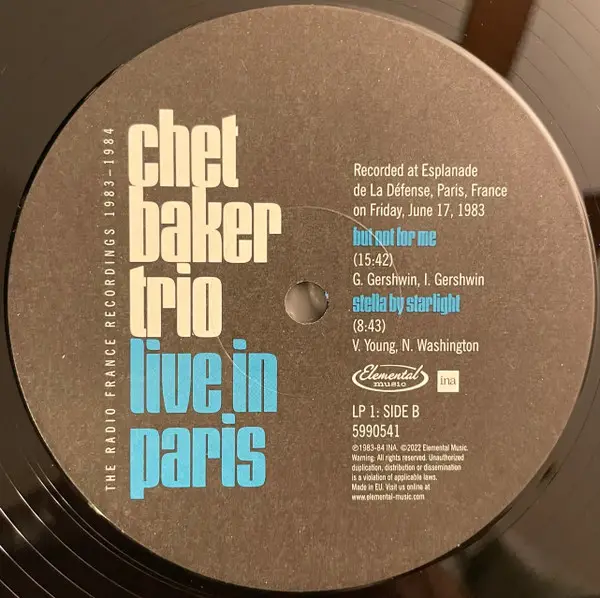 THE RADIO FRANCE RECORDINGS 1983–1984
chet
baker
trio
live in
paris
Recorded at Esplanade
de La Défense, Paris, France
on Friday, June 17, 1983
but not for me
(15:42)
G. Gershwin, I. Gershwin
stella by starlight
(8:43)
V. Young, N. Washington
Elemental
music
ina
LP 1: SIDE B
5990541
℗1983-84 INA. ©2022 Elemental Music.
Warning: All rights reserved. Unauthorized
duplication, distribution or dissemination
is a violation of applicable laws.
Made in EU. Visit us online at
www.elemental-music.com